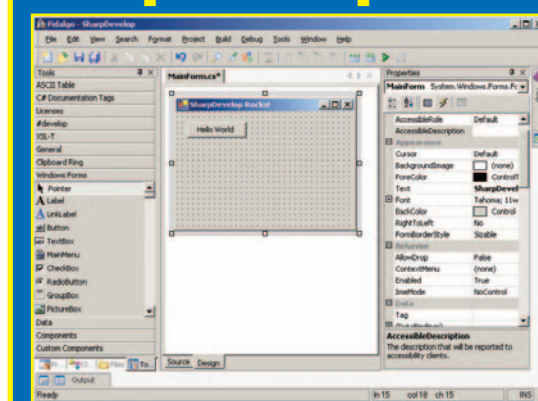 Fidalgo - SharpDevelop
File Edit View Search Format Project Build Debug Tools Window Help
Tools
ASCII Table
C# Documentation Tags
Licenses
#develop
XSL-T
General
Clipboard Ring
Windows Forms
Pointer
A Label
A LinkLabel
ab Button
TextBox
MainMenu
CheckBox
RadioButton
GroupBox
PictureBox
Data
Components
Custom Components
Files To...
Output
Ready
MainForm.cs*
SharpDevelop Rocks!
Hello World
Source Design
Properties
MainForm System.Windows.Forms.Fo
AccessibleRole Default
AccessibleDescription
Appearance
Cursor Default
BackgroundImage (none)
ForeColor ControlT
Text SharpDevel
Font Tahoma; 11w
BackColor Control
RightToLeft No
FormBorderStyle Sizable
Behavior
AllowDrop False
ContextMenu (none)
Enabled True
ImeMode NoControl
Data
Tag
AccessibleDescription
The description that will be reported to
accessibility clients.
ln 15 col 18 ch 15 INS